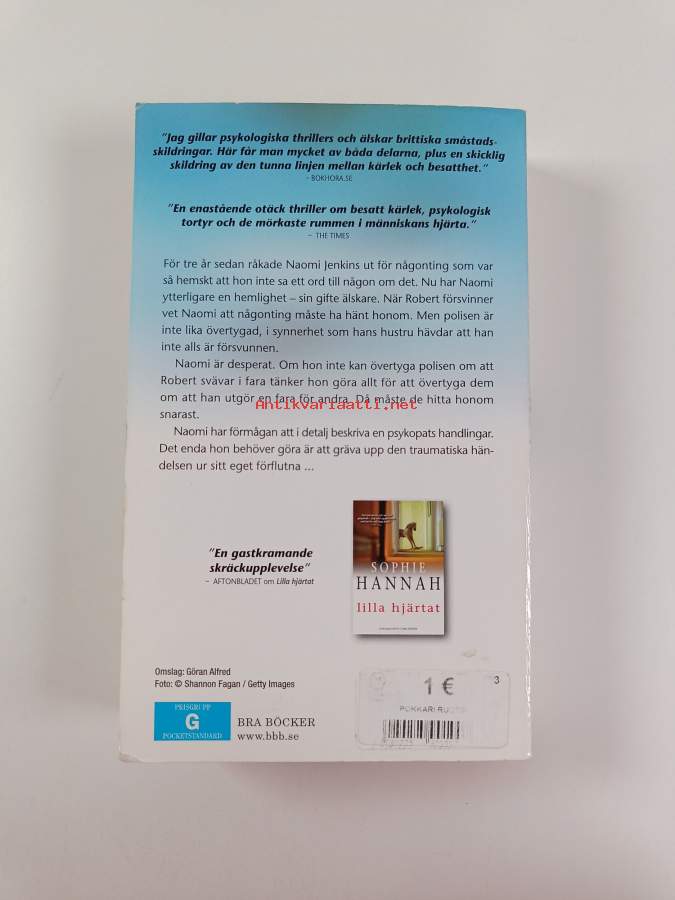 ”Jag gillar psykologiska thrillers och älskar brittiska småstads-
skildringar. Här får man mycket av båda delarna, plus en skicklig
skildring av den tunna linjen mellan kärlek och besatthet.”
– BOKHORA.SE
”En enastående otäck thriller om besatt kärlek, psykologisk
tortyr och de mörkaste rummen i människans hjärta.”
– THE TIMES
För tre år sedan råkade Naomi Jenkins ut för någonting som var
så hemskt att hon inte sa ett ord till någon om det. Nu har Naomi
ytterligare en hemlighet – sin gifte älskare. När Robert försvinner
vet Naomi att någonting måste ha hänt honom. Men polisen är
inte lika övertygad, i synnerhet som hans hustru hävdar att han
inte alls är försvunnen.
Naomi är desperat. Om hon inte kan övertyga polisen om att
Robert svävar i fara tänker hon göra allt för att övertyga dem
om att han utgör en fara för andra. Då måste de hitta honom
snarast.
Antikvariaatti.net
Naomi har förmågan att i detalj beskriva en psykopats handlingar.
Det enda hon behöver göra är att gräva upp den traumatiska hän-
delsen ur sitt eget förflutna ...
”En gastkramande
skräckupplevelse”
– AFTONBLADET om Lilla hjärtat
SOPHIE
HANNAH
lilla hjärtat
Omslag: Göran Alfred
Foto: © Shannon Fagan / Getty Images
PRISGRUPP
G
POCKETSTANDARD
BRA BÖCKER
www.bbb.se
1 €
3
POKKARI